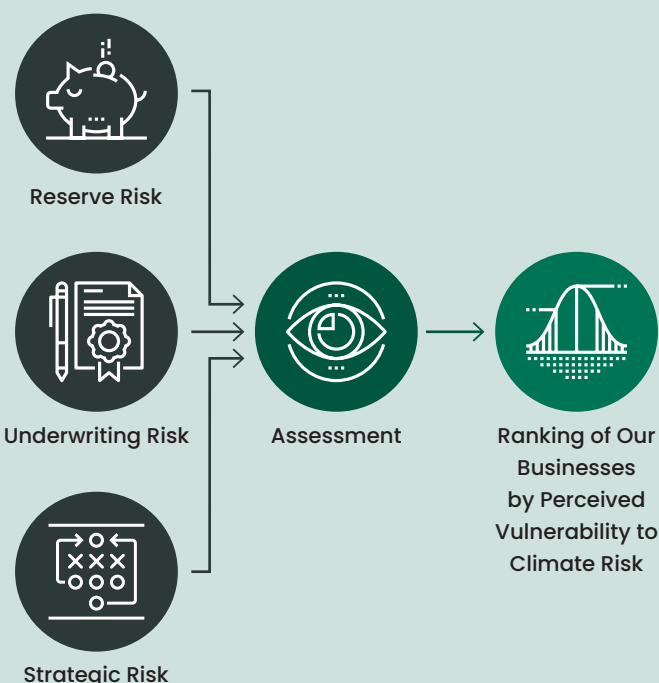 Reserve Risk
Underwriting Risk
Strategic Risk
Assessment
Ranking of Our
Businesses
by Perceived
Vulnerability to
Climate Risk